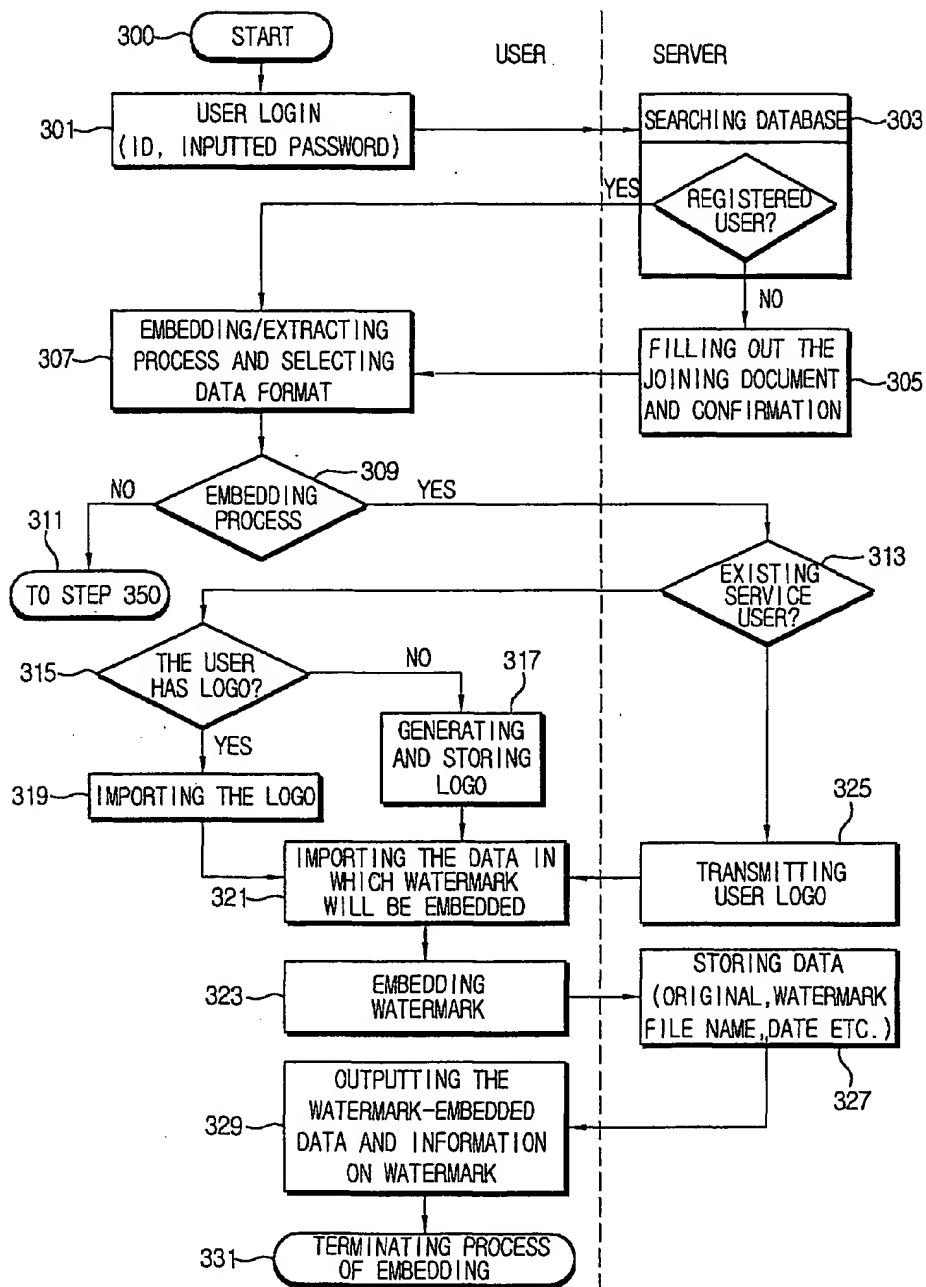 300
START
USER
SERVER
301
USER LOGIN
(ID, INPUTTED PASSWORD)
SEARCHING DATABASE
303
REGISTERED
USER?
YES
NO
307
EMBEDDING/EXTRACTING
PROCESS AND SELECTING
DATA FORMAT
FILLING OUT THE
JOINING DOCUMENT
AND CONFIRMATION
305
309
EMBEDDING
PROCESS
NO
YES
311
TO STEP 350
313
EXISTING
SERVICE
USER?
315
THE USER
HAS LOGO?
NO
YES
317
GENERATING
AND STORING
LOGO
319
IMPORTING THE LOGO
321
IMPORTING THE DATA IN
WHICH WATERMARK
WILL BE EMBEDDED
325
TRANSMITTING
USER LOGO
323
EMBEDDING
WATERMARK
STORING DATA
(ORIGINAL,WATERMARK
FILE NAME,DATE ETC.)
327
329
OUTPUTTING THE
WATERMARK-EMBEDDED
DATA AND INFORMATION
ON WATERMARK
331
TERMINATING PROCESS
OF EMBEDDING